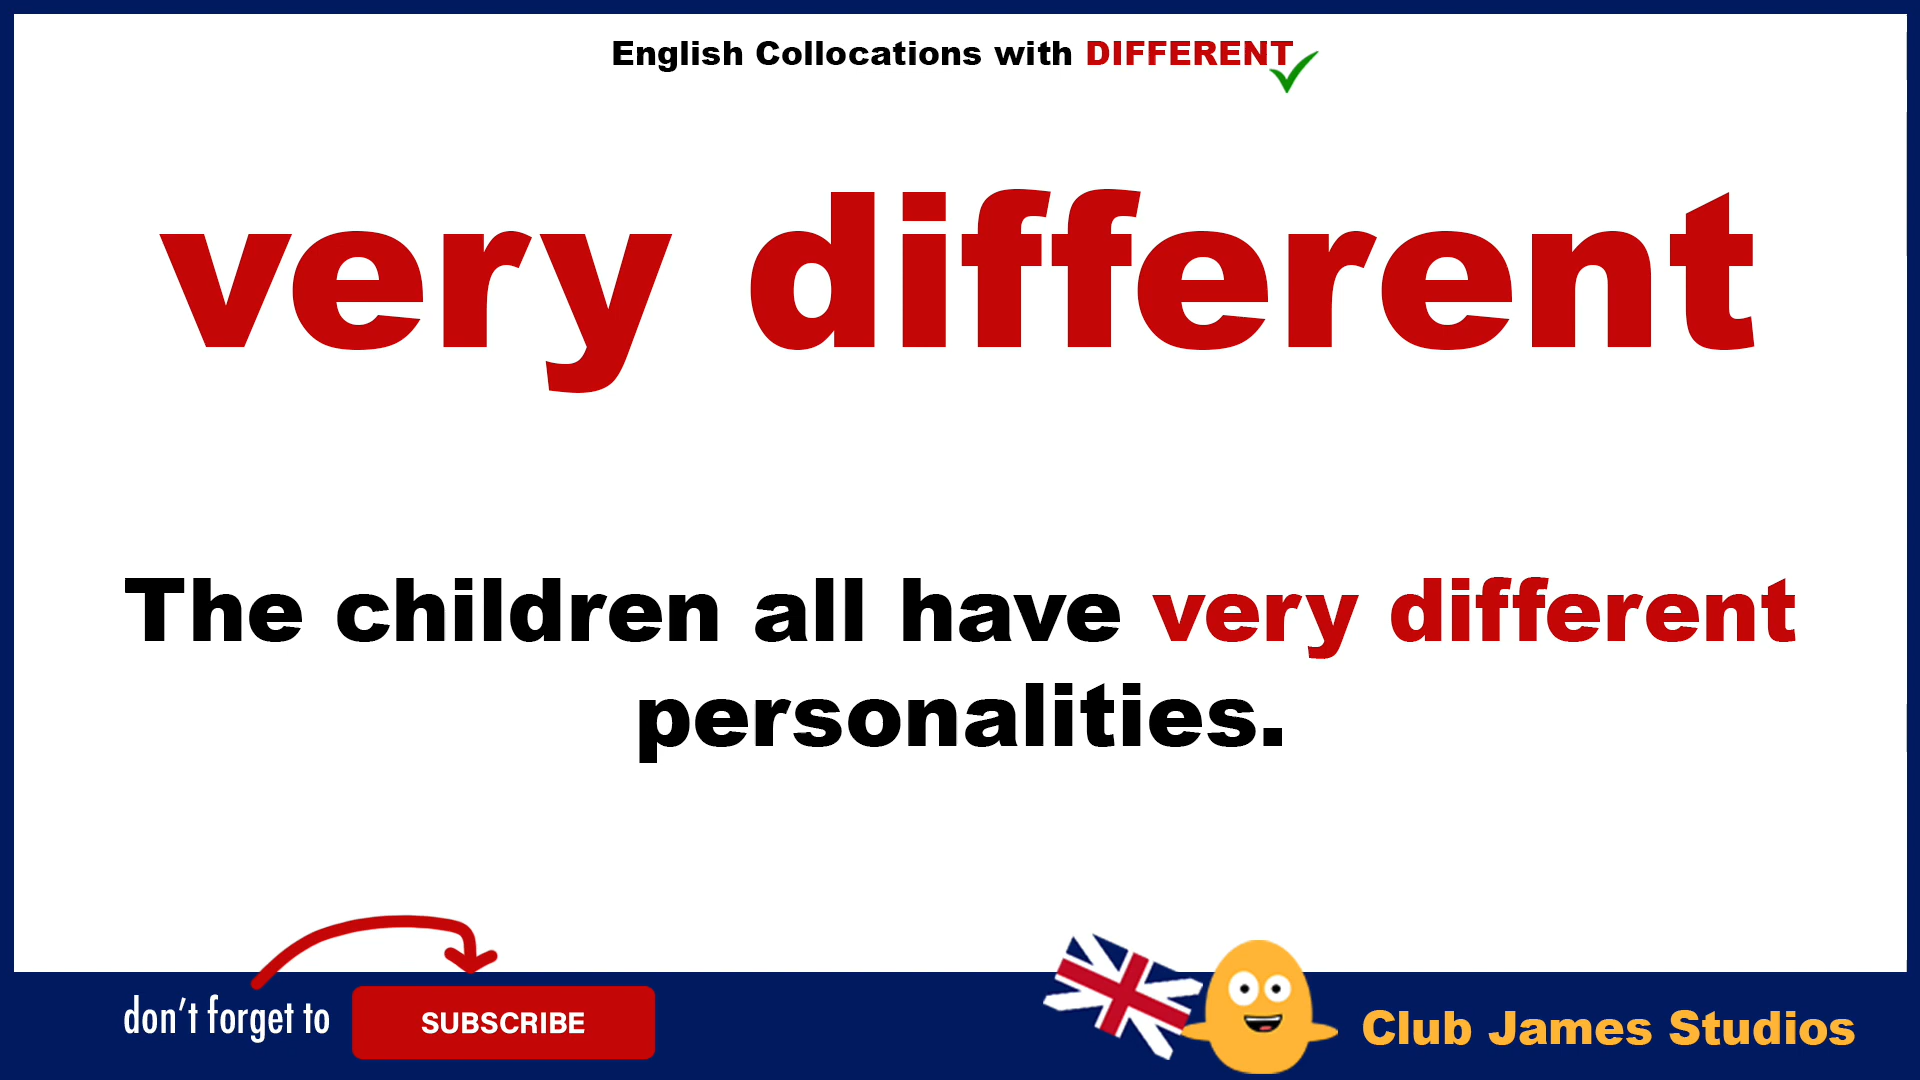 English Collocations with DIFFERENT
very different
The children all have very different
personalities.
don't forget to
SUBSCRIBE
Club James Studios